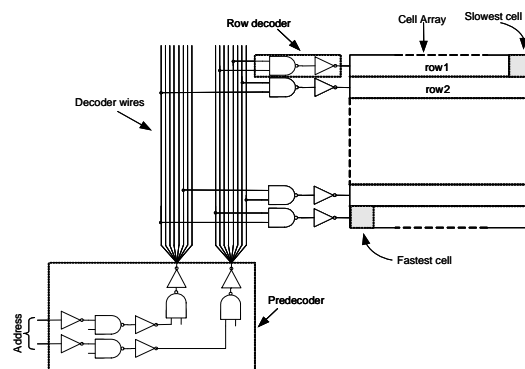 Row decoder
Cell Array
Slowest cell
row1
row2
Decoder wires
Fastest cell
Predecoder
Address